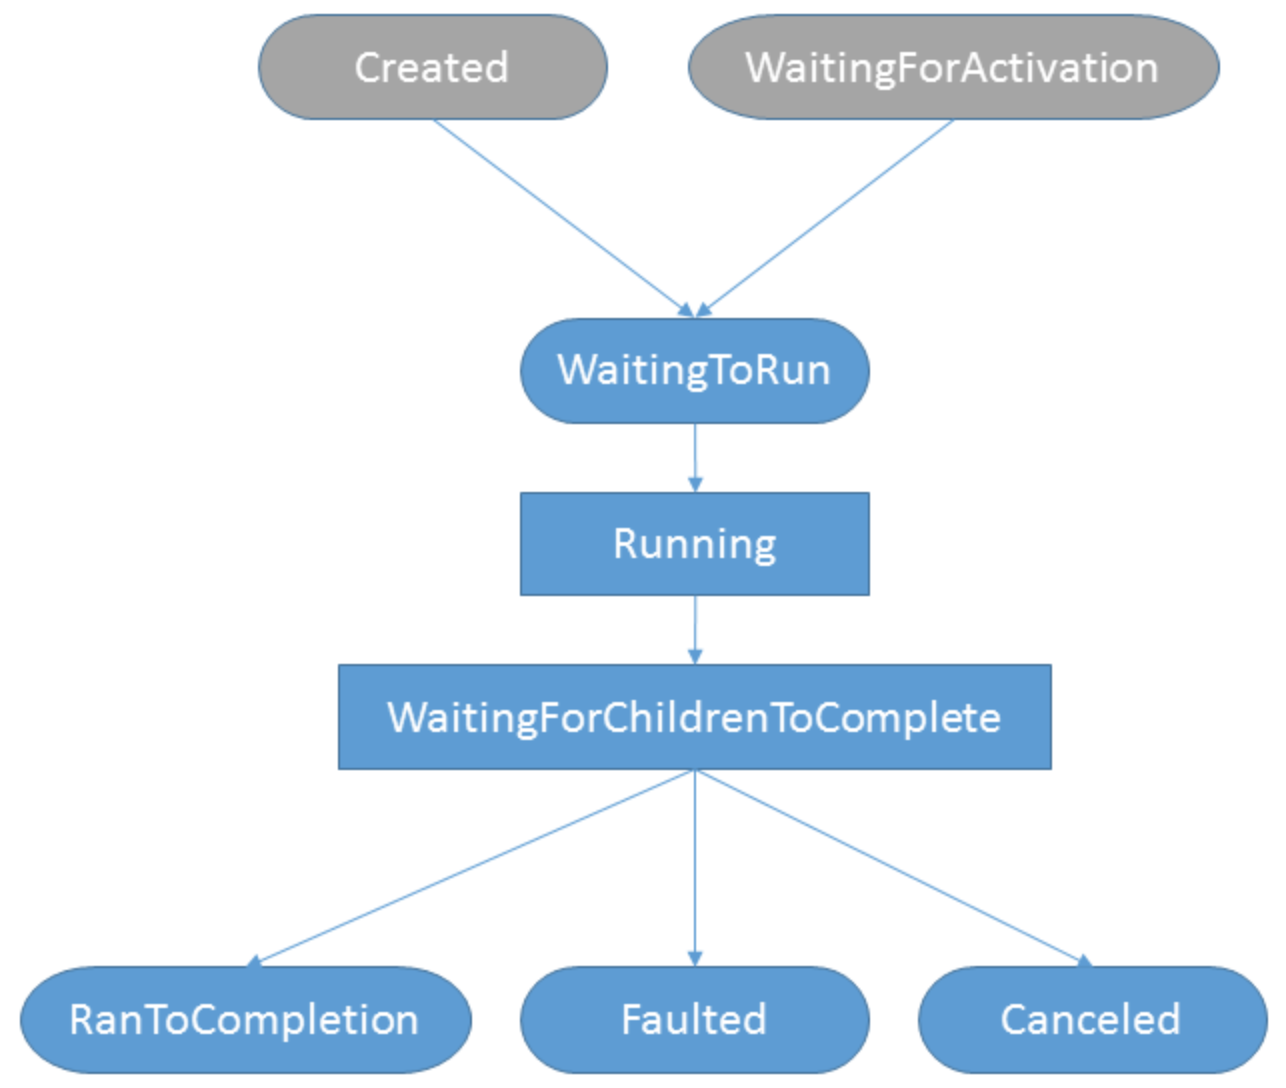 Created
WaitingForActivation
WaitingToRun
Running
WaitingForChildrenToComplete
RanToCompletion
Faulted
Canceled